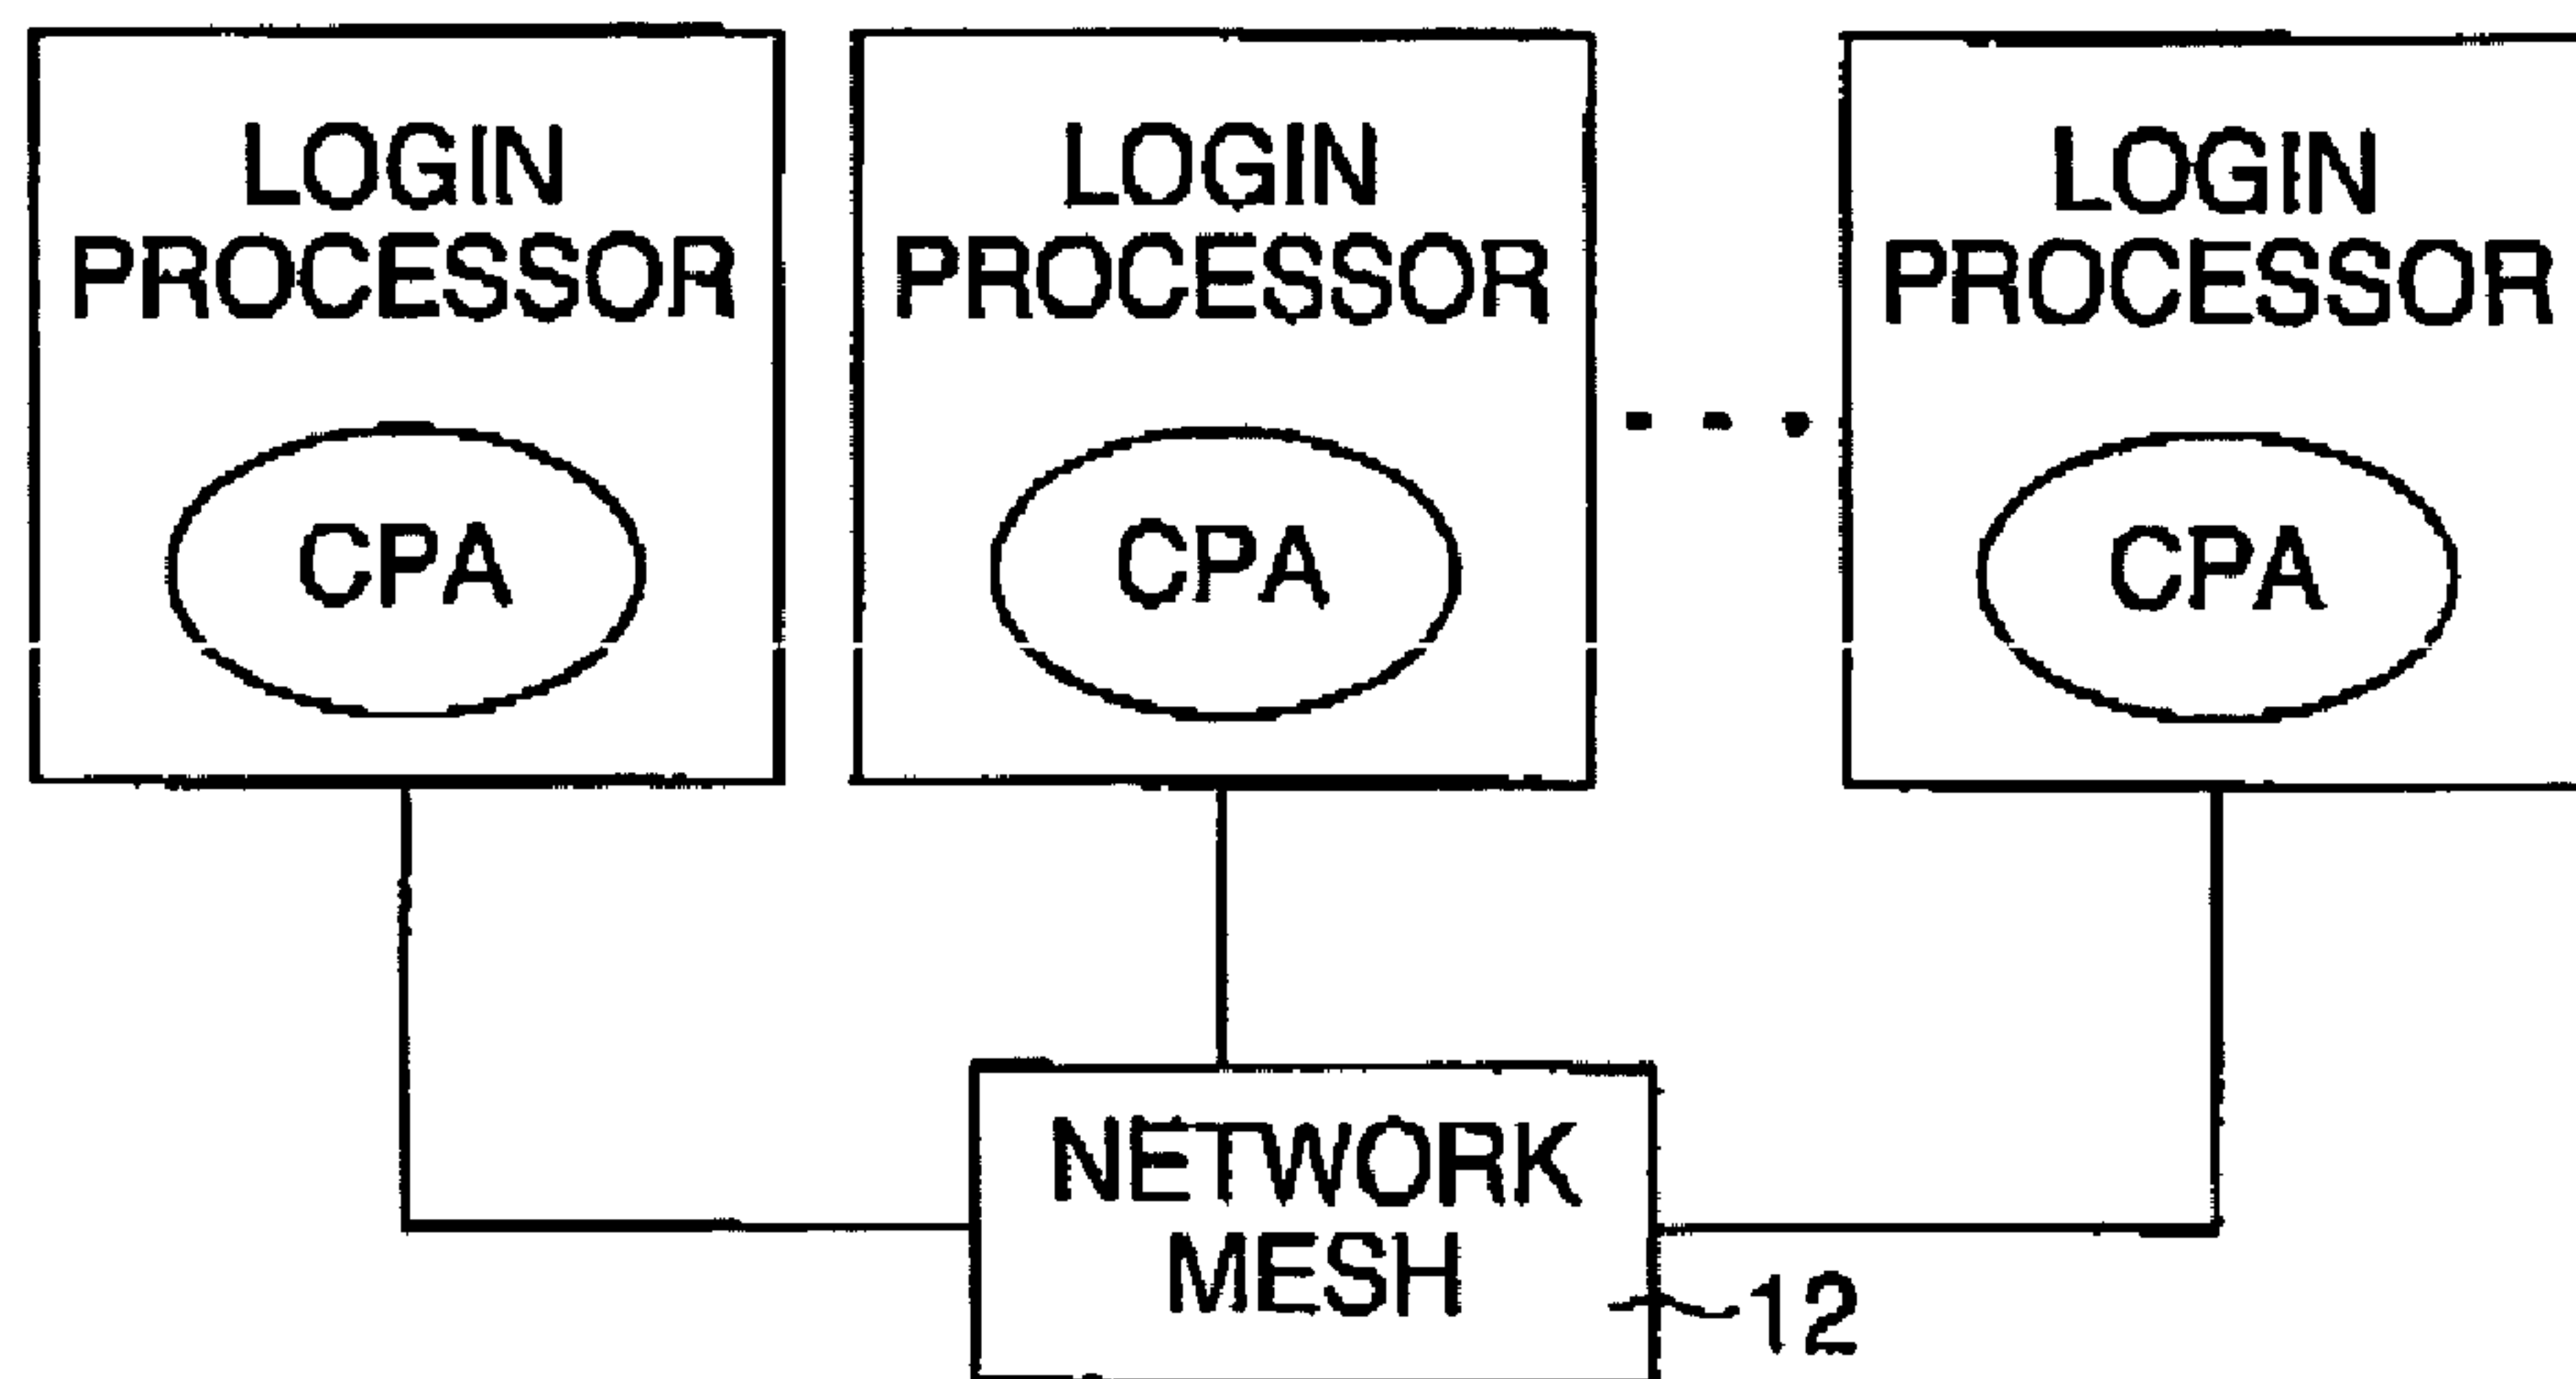 LOGIN
PROCESSOR
CPA
LOGIN
PROCESSOR
CPA
LOGIN
PROCESSOR
CPA
NETWORK
MESH
12